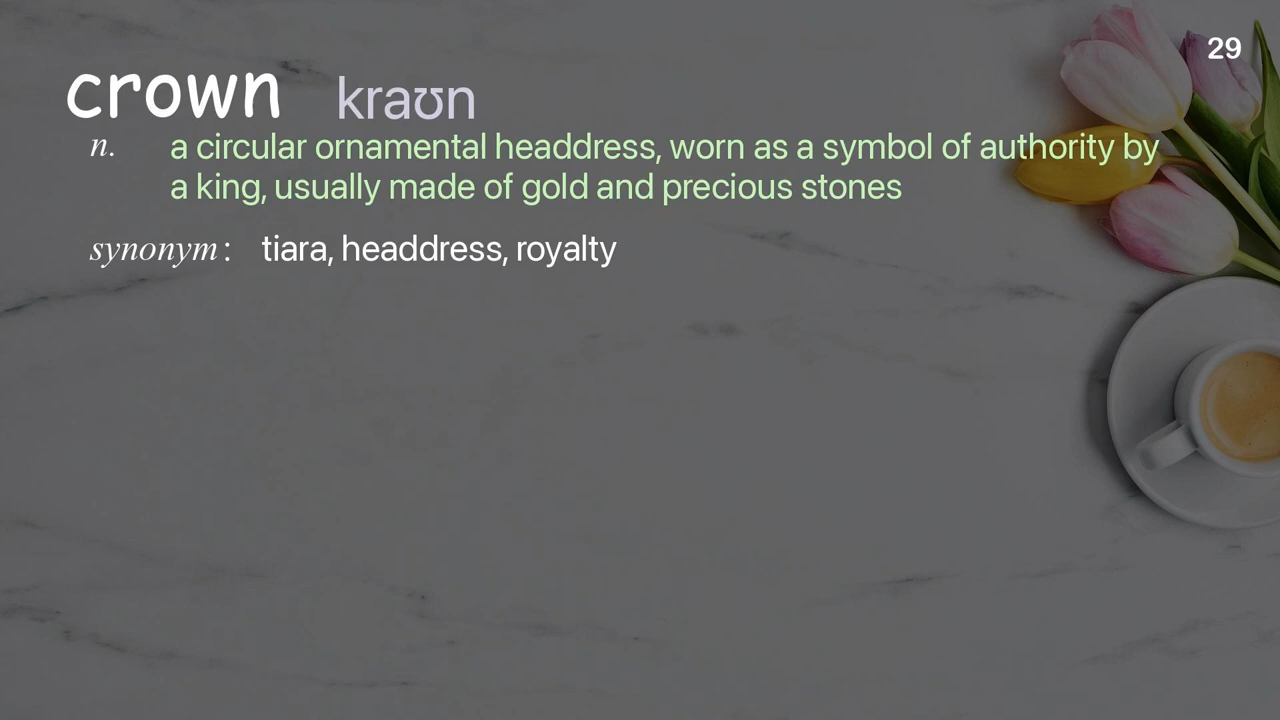 29
crown kraʊn
n. a circular ornamental headdress, worn as a symbol of authority by
a king, usually made of gold and precious stones
synonym: tiara, headdress, royalty